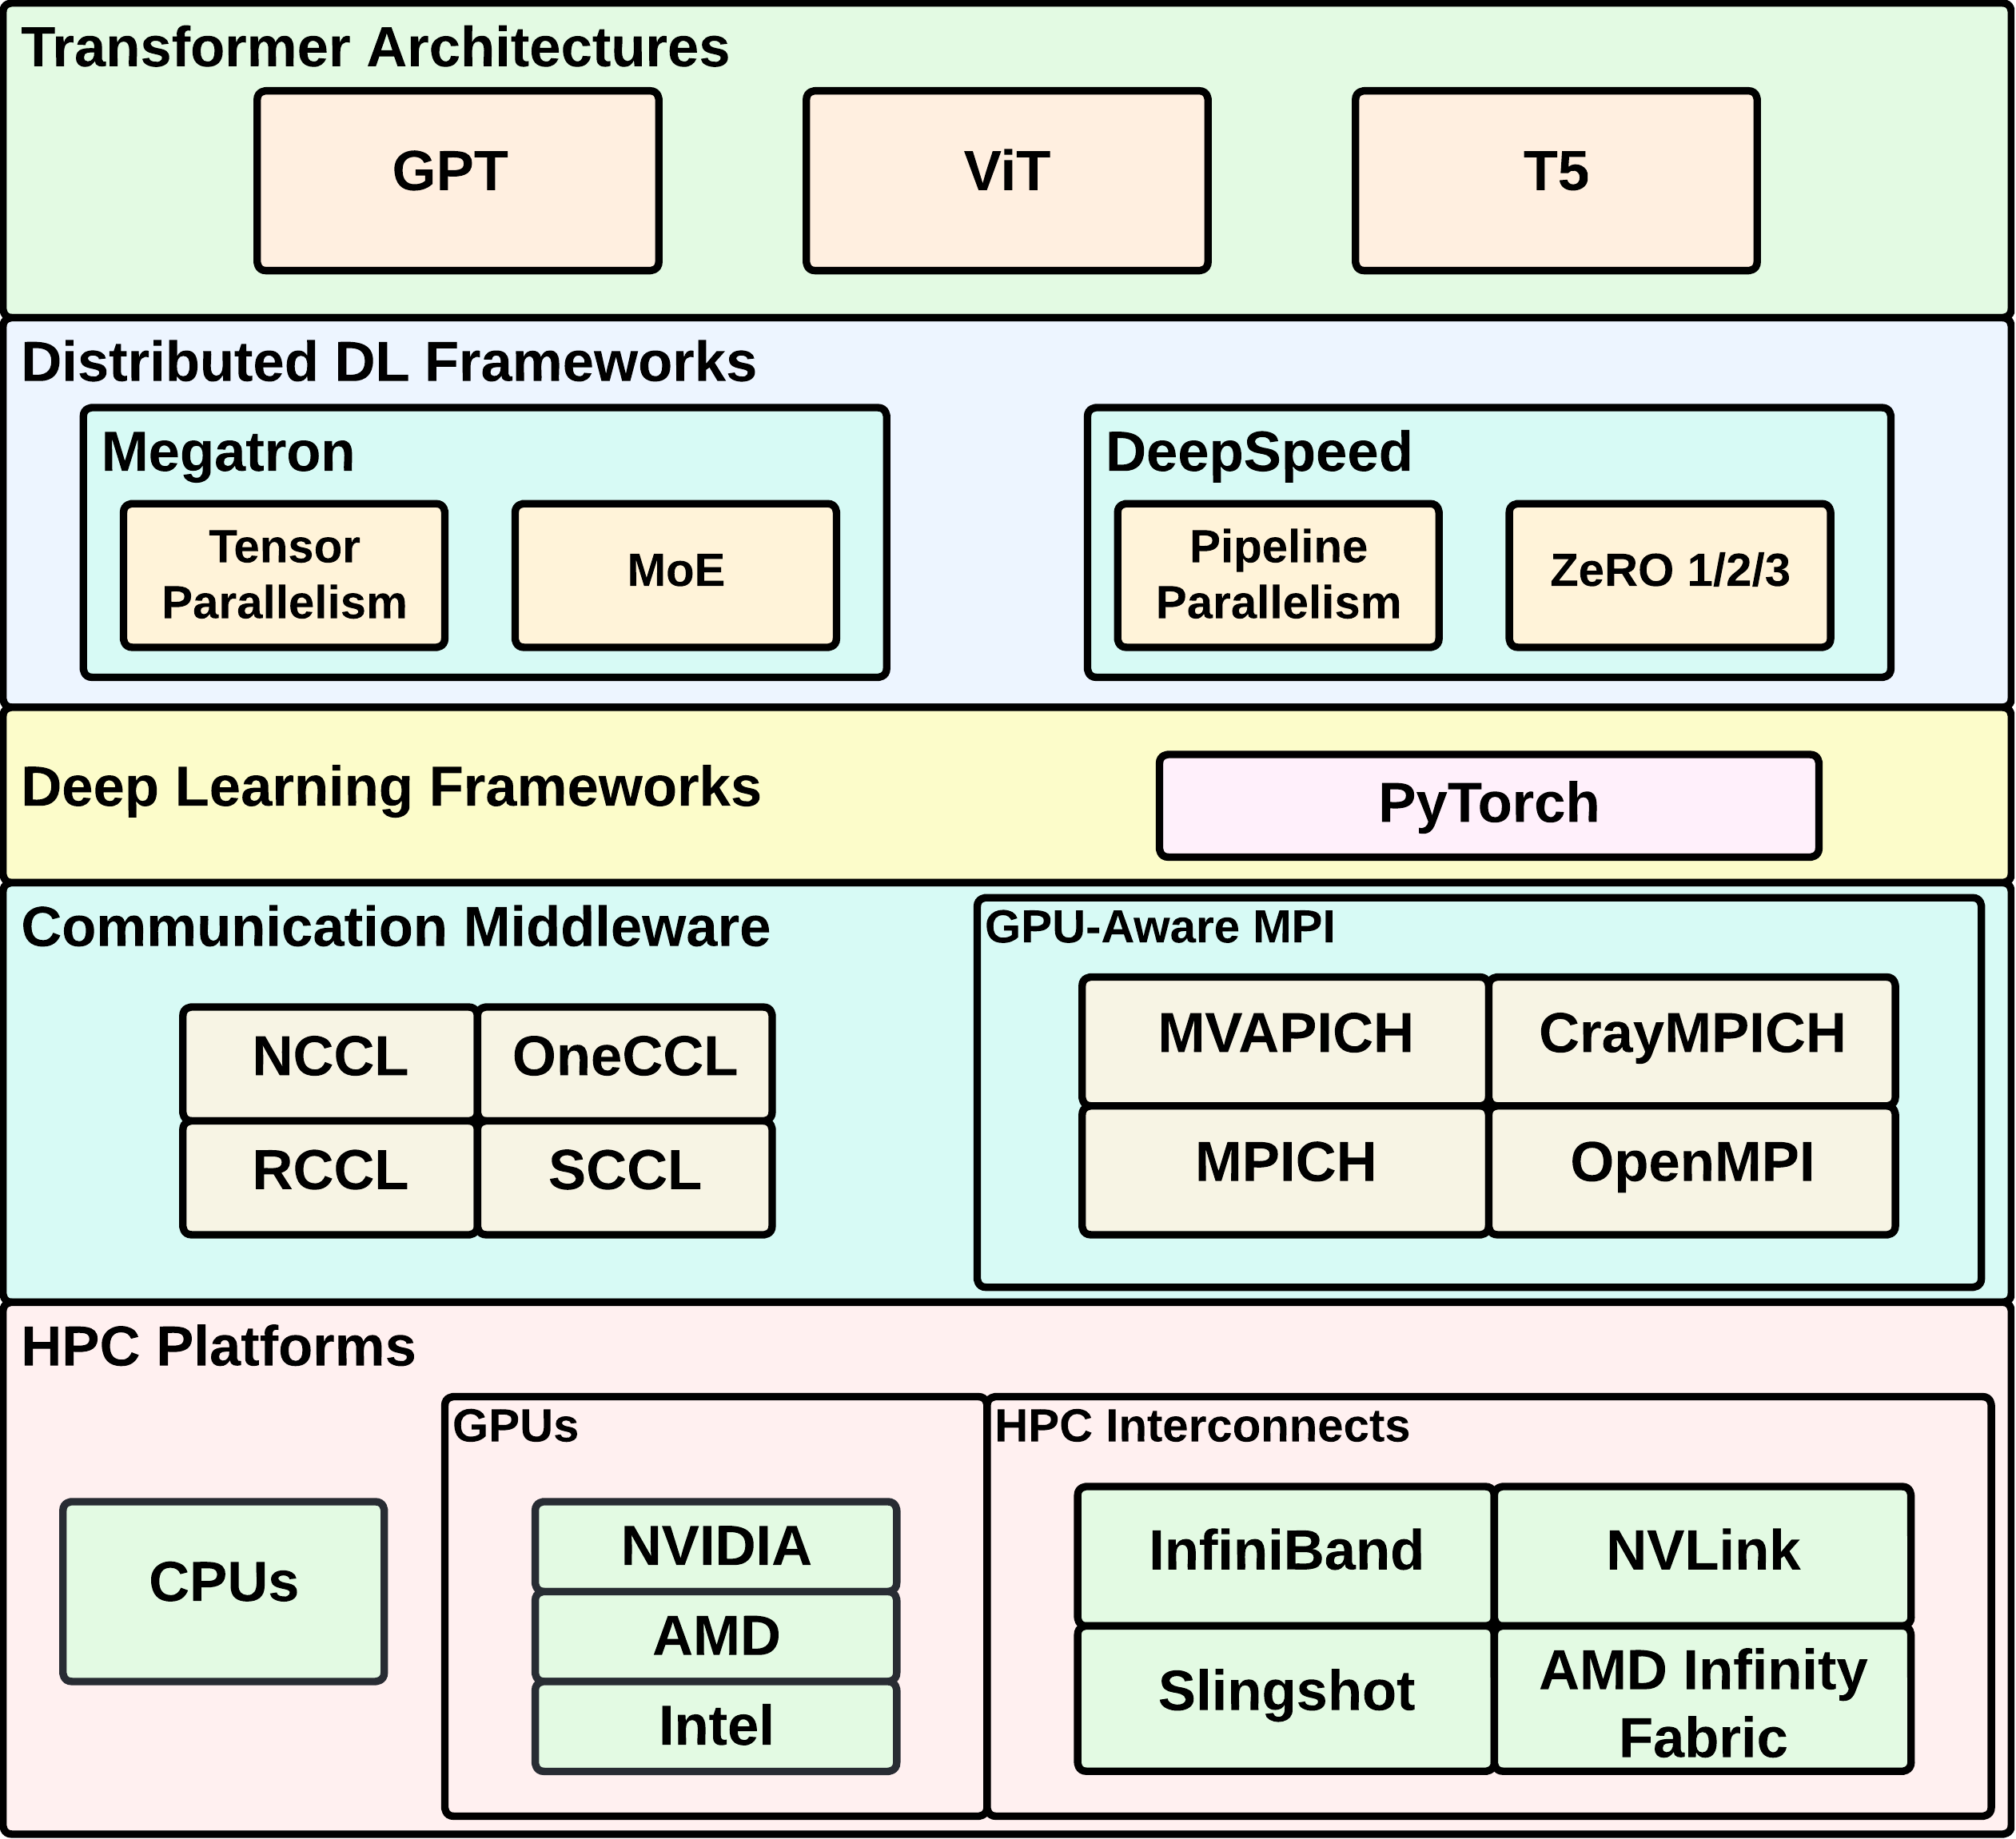 Transformer Architectures
GPT
ViT
T5
Distributed DL Frameworks
Megatron
Tensor
Parallelism
MoE
DeepSpeed
Pipeline
Parallelism
ZeRO 1/2/3
Deep Learning Frameworks
PyTorch
Communication Middleware
NCCL
OneCCL
RCCL
SCCL
GPU-Aware MPI
MVAPICH
CrayMPICH
MPICH
OpenMPI
HPC Platforms
CPUs
GPUs
NVIDIA
AMD
Intel
HPC Interconnects
InfiniBand
NVLink
Slingshot
AMD Infinity
Fabric